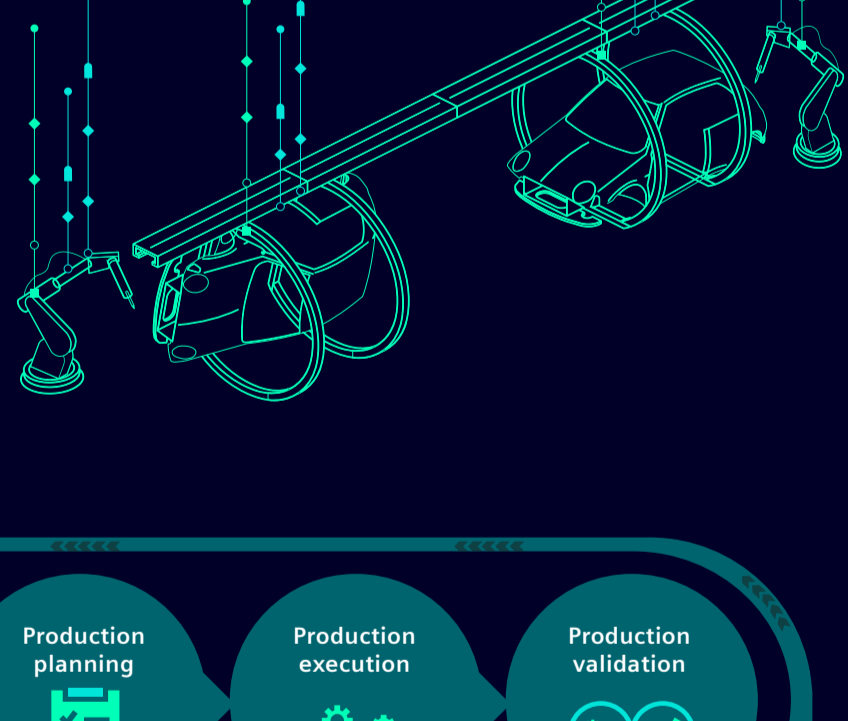 Production
planning
Production
execution
Production
validation